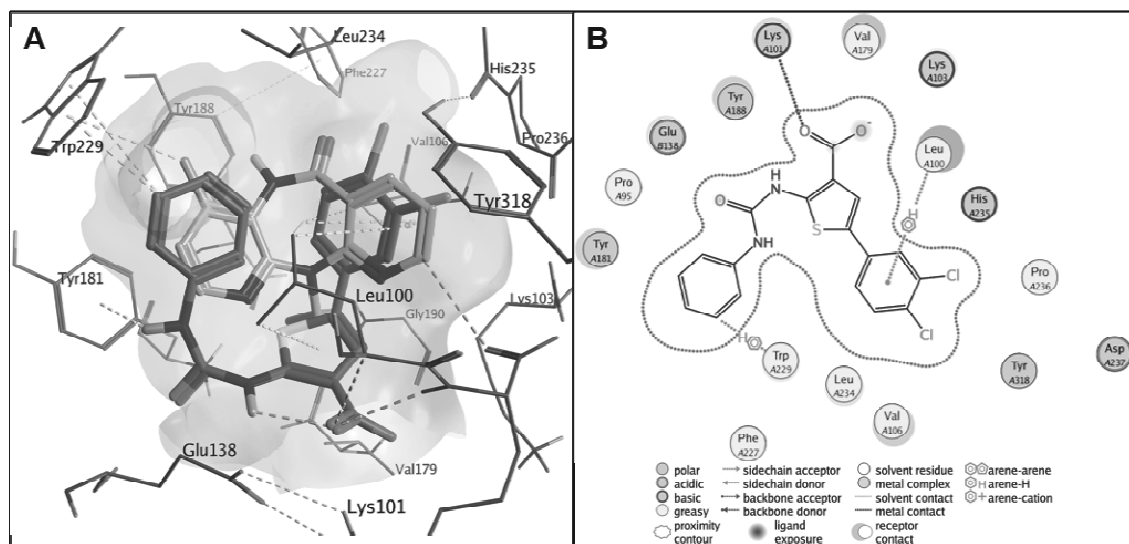 A
Leu234
Phe227
His235
Tyr188
Trp229
Val106
Pro236
Tyr318
Tyr181
Leu100
Lys103
Gly190
Glu138
Val179
Lys101
B
Lys
A101
Val
A179
Lys
A103
Tyr
A188
Glu
B138
Leu
A100
O
O⁻
Pro
A95
H
N
His
A235
H
O
S
NH
Tyr
A181
Cl
Pro
A236
Cl
H
Trp
A229
Leu
A234
Tyr
A318
Asp
A237
Val
A106
Phe
A227
polar sidechain acceptor solvent residue arene-arene
acidic sidechain donor metal complex H arene-H
basic backbone acceptor solvent contact + arene-cation
greasy backbone donor metal contact
proximity contour
ligand exposure
receptor contact